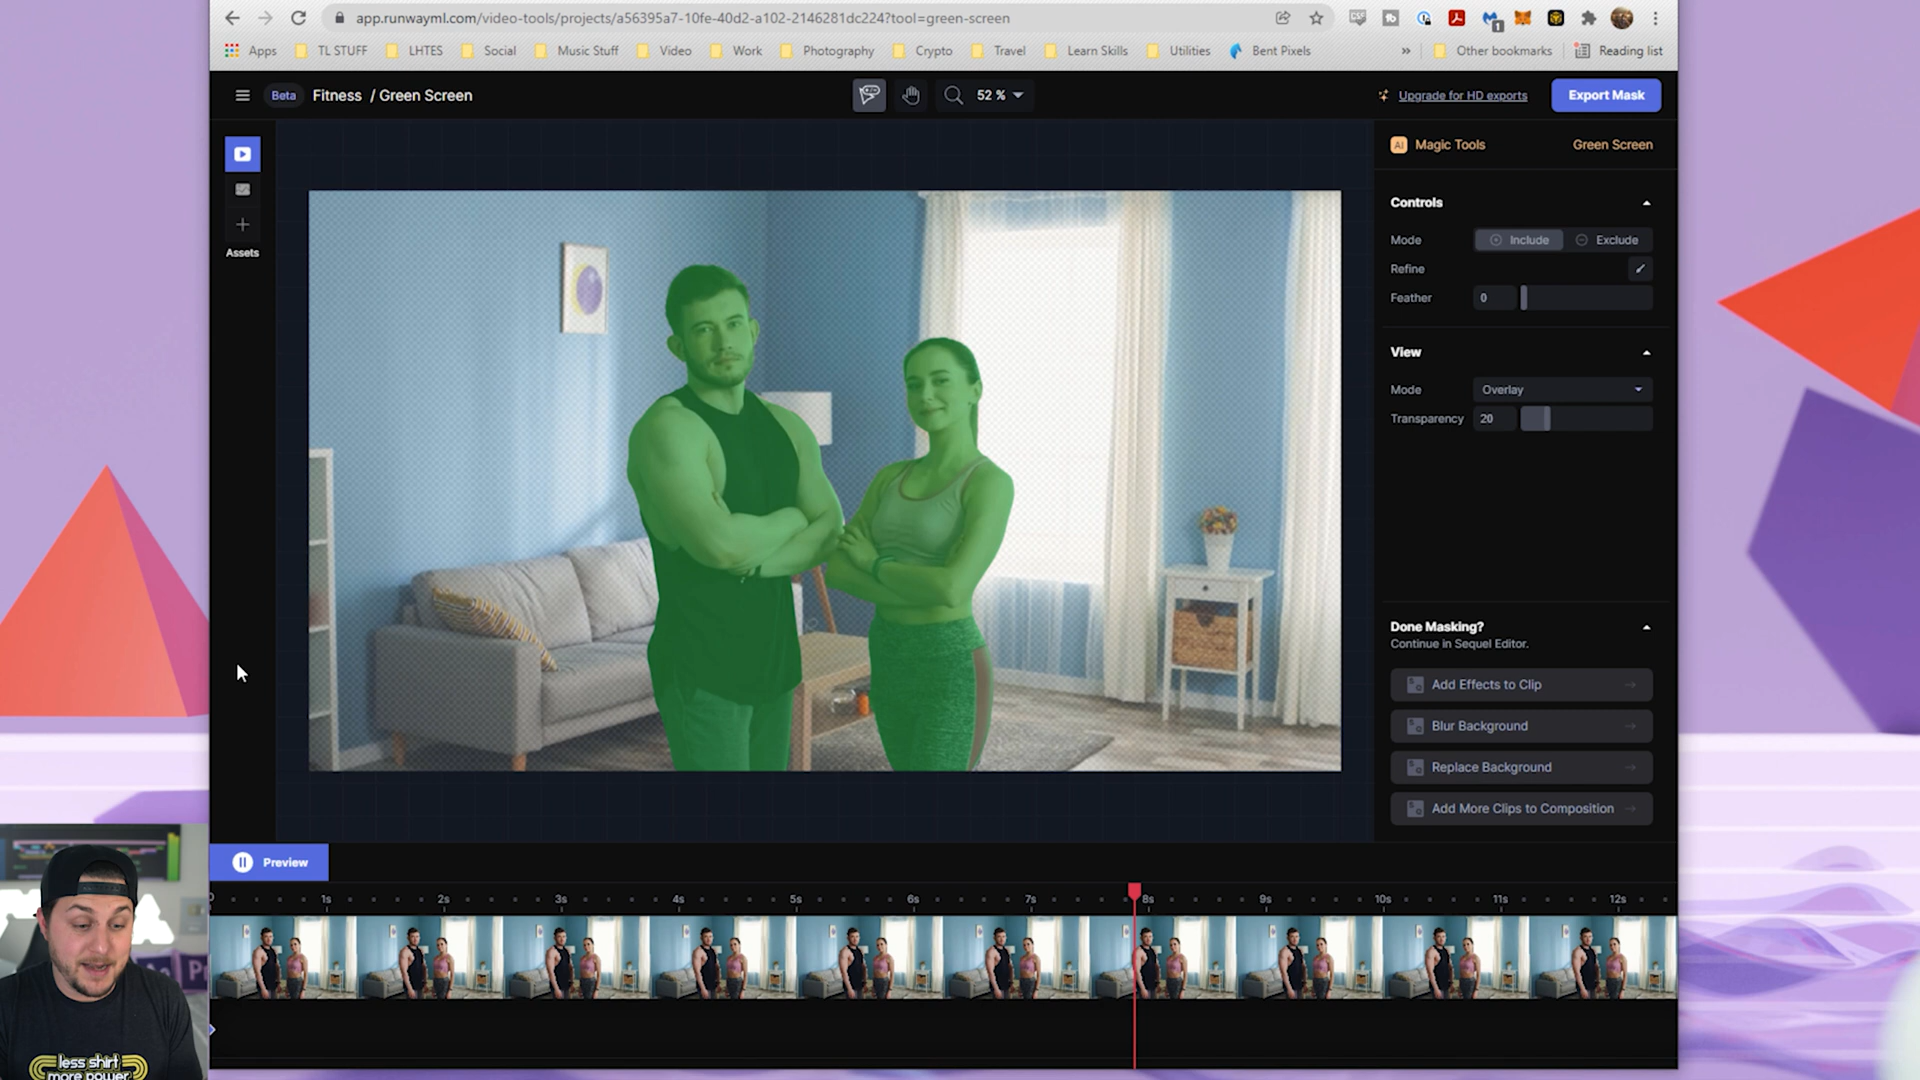 app.runwayml.com/video-tools/projects/a56395a7-10fe-40d2-a102-2146281dc224?tool=green-screen
1
Apps TL STUFF LHTES Social Music Stuff Video Work Photography Crypto Travel Learn Skills Utilities Bent Pixels » Other bookmarks Reading list
Beta Fitness / Green Screen 52 % Upgrade for HD exports Export Mask
AI Magic Tools Green Screen
Controls
Mode Include Exclude
Refine
Feather 0
Assets
View
Mode Overlay
Transparency 20
Done Masking?
Continue in Sequel Editor.
Add Effects to Clip
Blur Background
Replace Background
Add More Clips to Composition
Preview
1s 2s 3s 4s 5s 6s 7s 8s 9s 10s 11s 12s
less shirt
more power